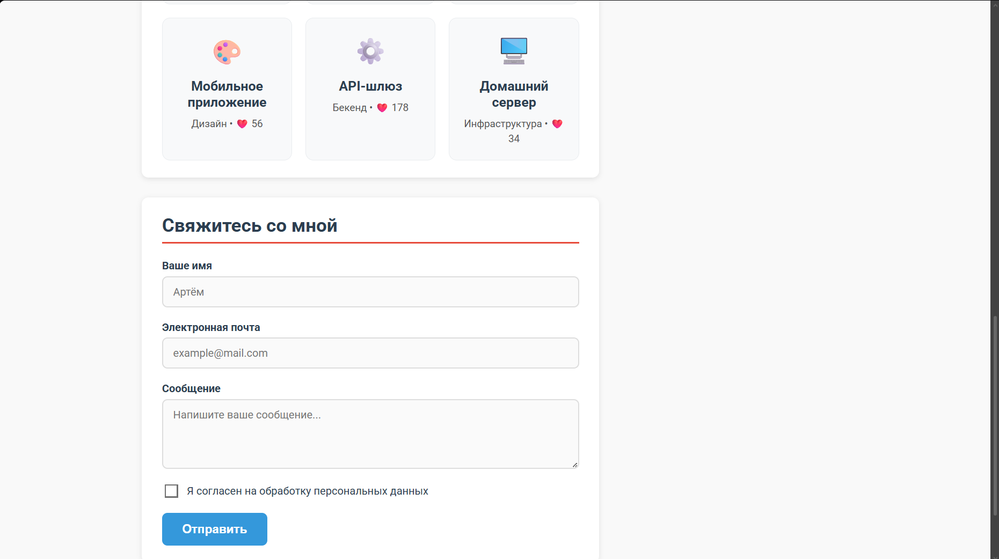 Мобильное
приложение
Дизайн • ❤️ 56
API-шлюз
Бекенд • ❤️ 178
Домашний
сервер
Инфраструктура • ❤️
34
Свяжитесь со мной
Ваше имя
Артём
Электронная почта
example@mail.com
Сообщение
Напишите ваше сообщение...
Я согласен на обработку персональных данных
Отправить